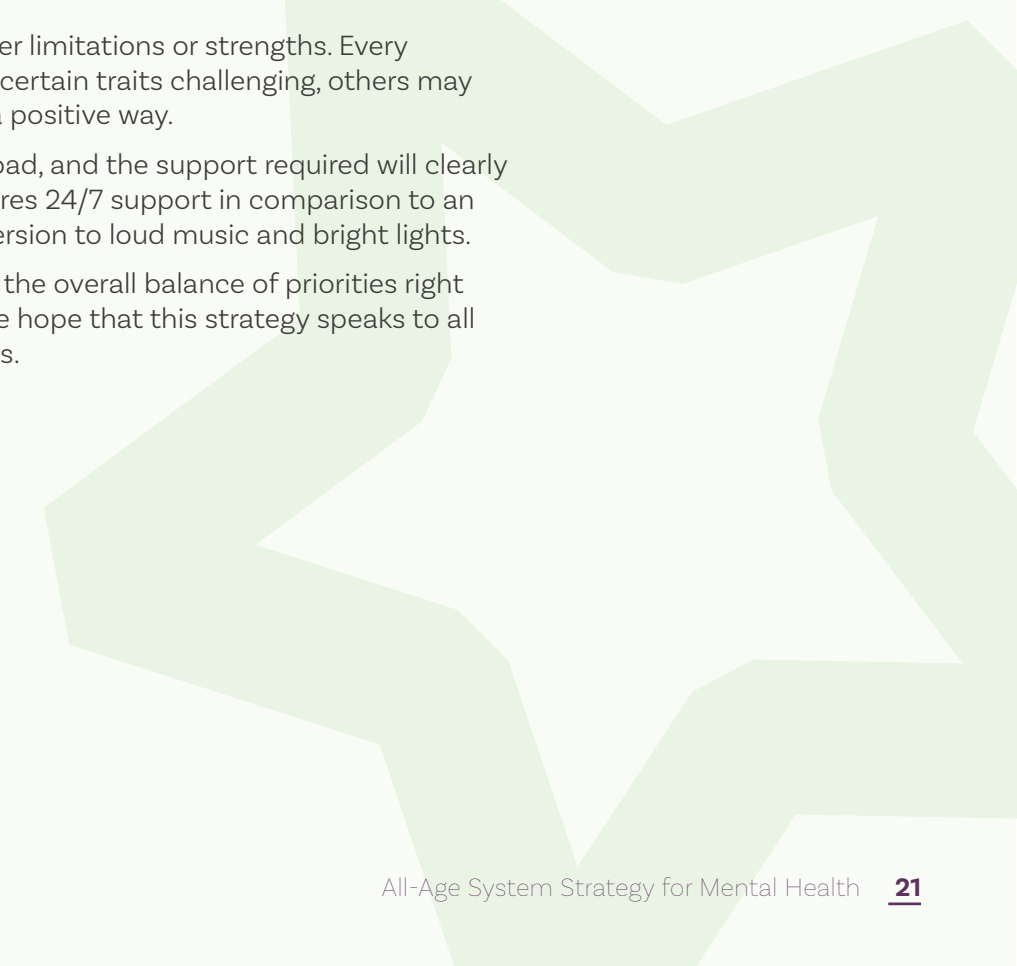 er limitations or strengths. Every
certain traits challenging, others may
a positive way.
oad, and the support required will clearly
res 24/7 support in comparison to an
ersion to loud music and bright lights.
the overall balance of priorities right
e hope that this strategy speaks to all
s.
All-Age System Strategy for Mental Health 21